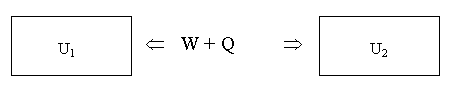 U₁ ⇐ W + Q ⇒ U₂